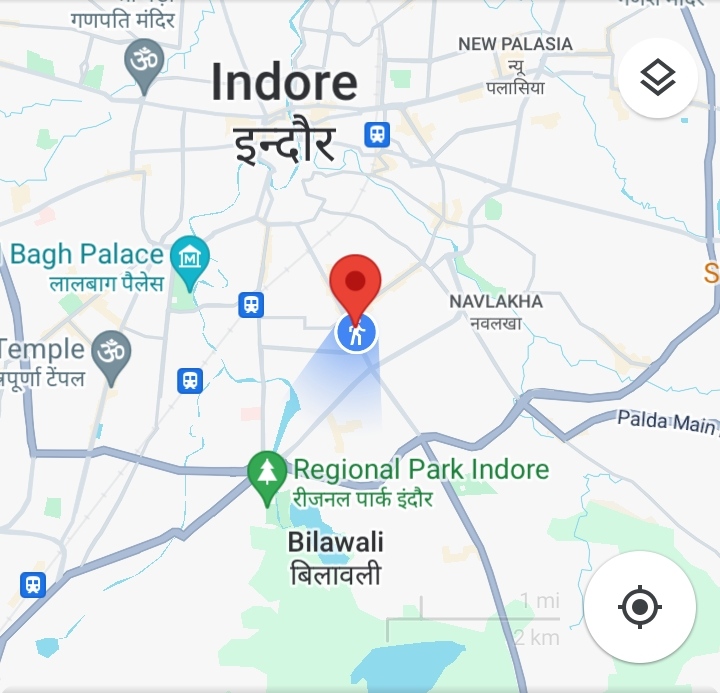 गणपति मंदिर
NEW PALASIA
न्यू
पलासिया
Indore
इन्दौर
Bagh Palace
लालबाग पैलेस
NAVLAKHA
नवलखा
S
Temple
टेंपल
Palda Main
Regional Park Indore
रीजनल पार्क इंदौर
Bilawali
बिलावली
1 mi
2 km